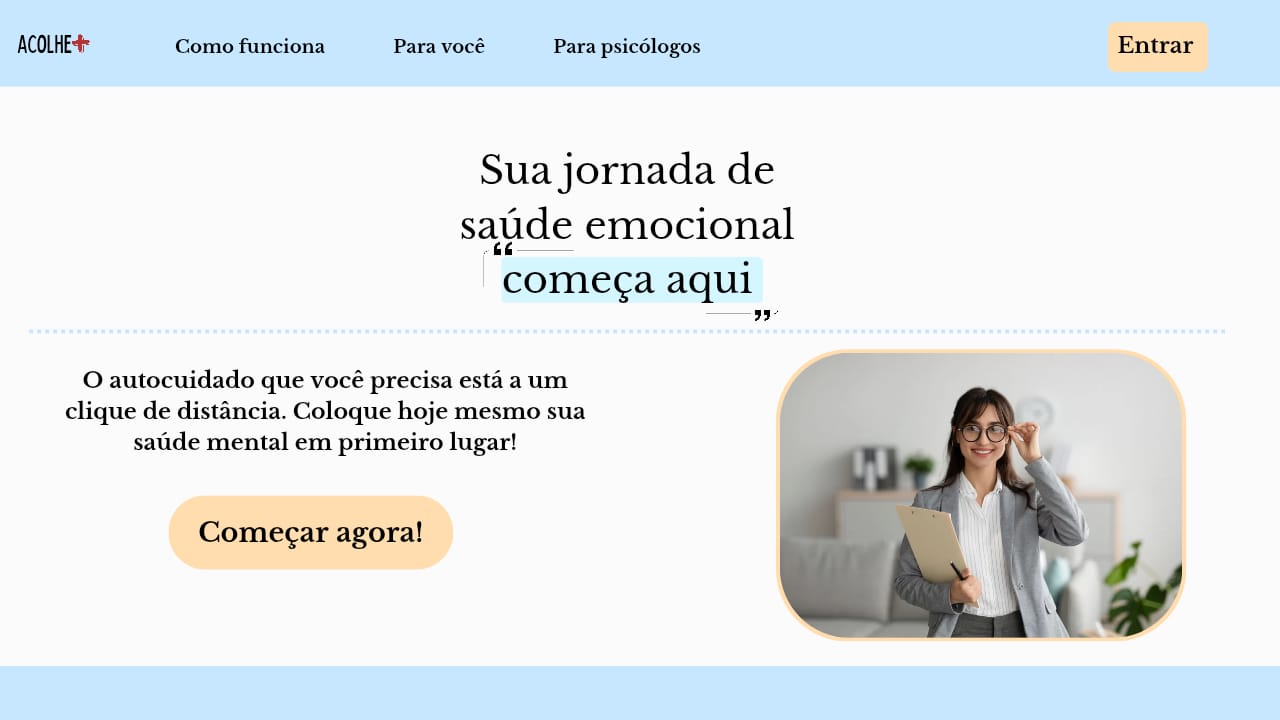 ACOLHE+
Como funciona
Para você
Para psicólogos
Entrar
Sua jornada de
saúde emocional
“
começa aqui
”
O autocuidado que você precisa está a um
clique de distância. Coloque hoje mesmo sua
saúde mental em primeiro lugar!
Começar agora!